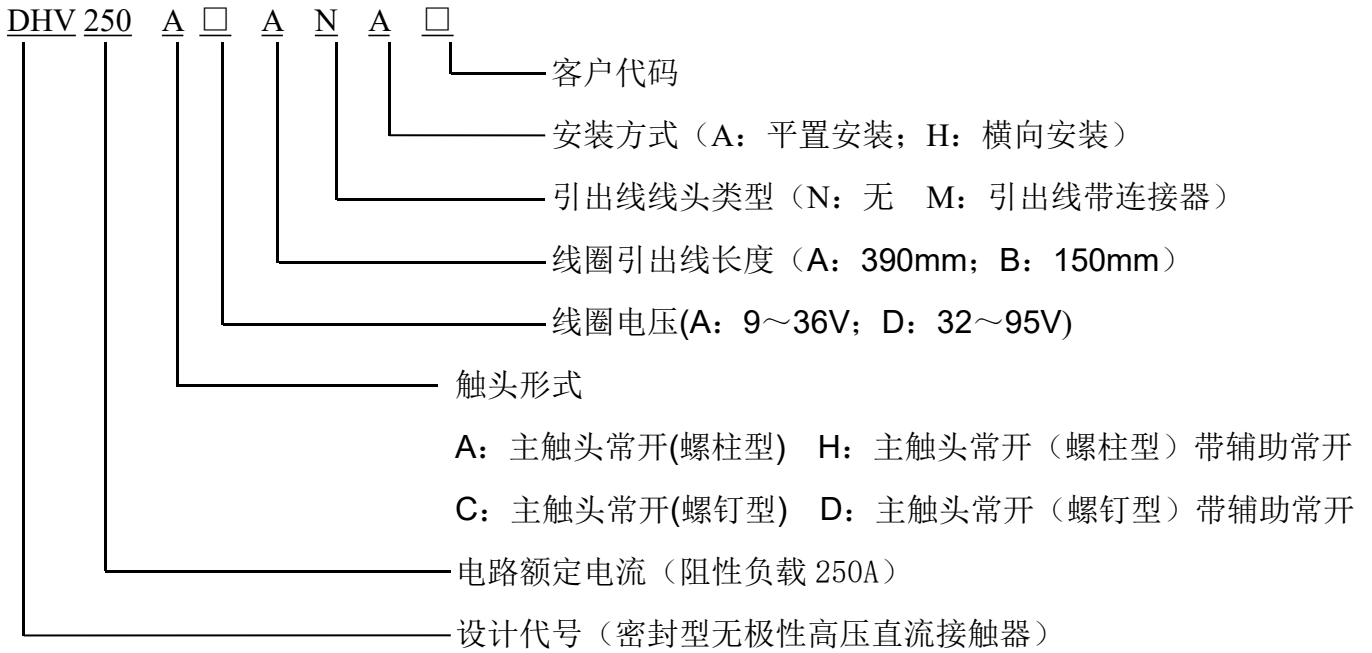 DHV 250 A □ A N A □
客户代码
安装方式（A：平置安装；H：横向安装）
引出线线头类型（N：无 M：引出线带连接器）
线圈引出线长度（A：390mm；B：150mm）
线圈电压(A：9～36V；D：32～95V)
触头形式
A：主触头常开(螺柱型) H：主触头常开（螺柱型）带辅助常开
C：主触头常开(螺钉型) D：主触头常开（螺钉型）带辅助常开
电路额定电流（阻性负载 250A）
设计代号（密封型无极性高压直流接触器）